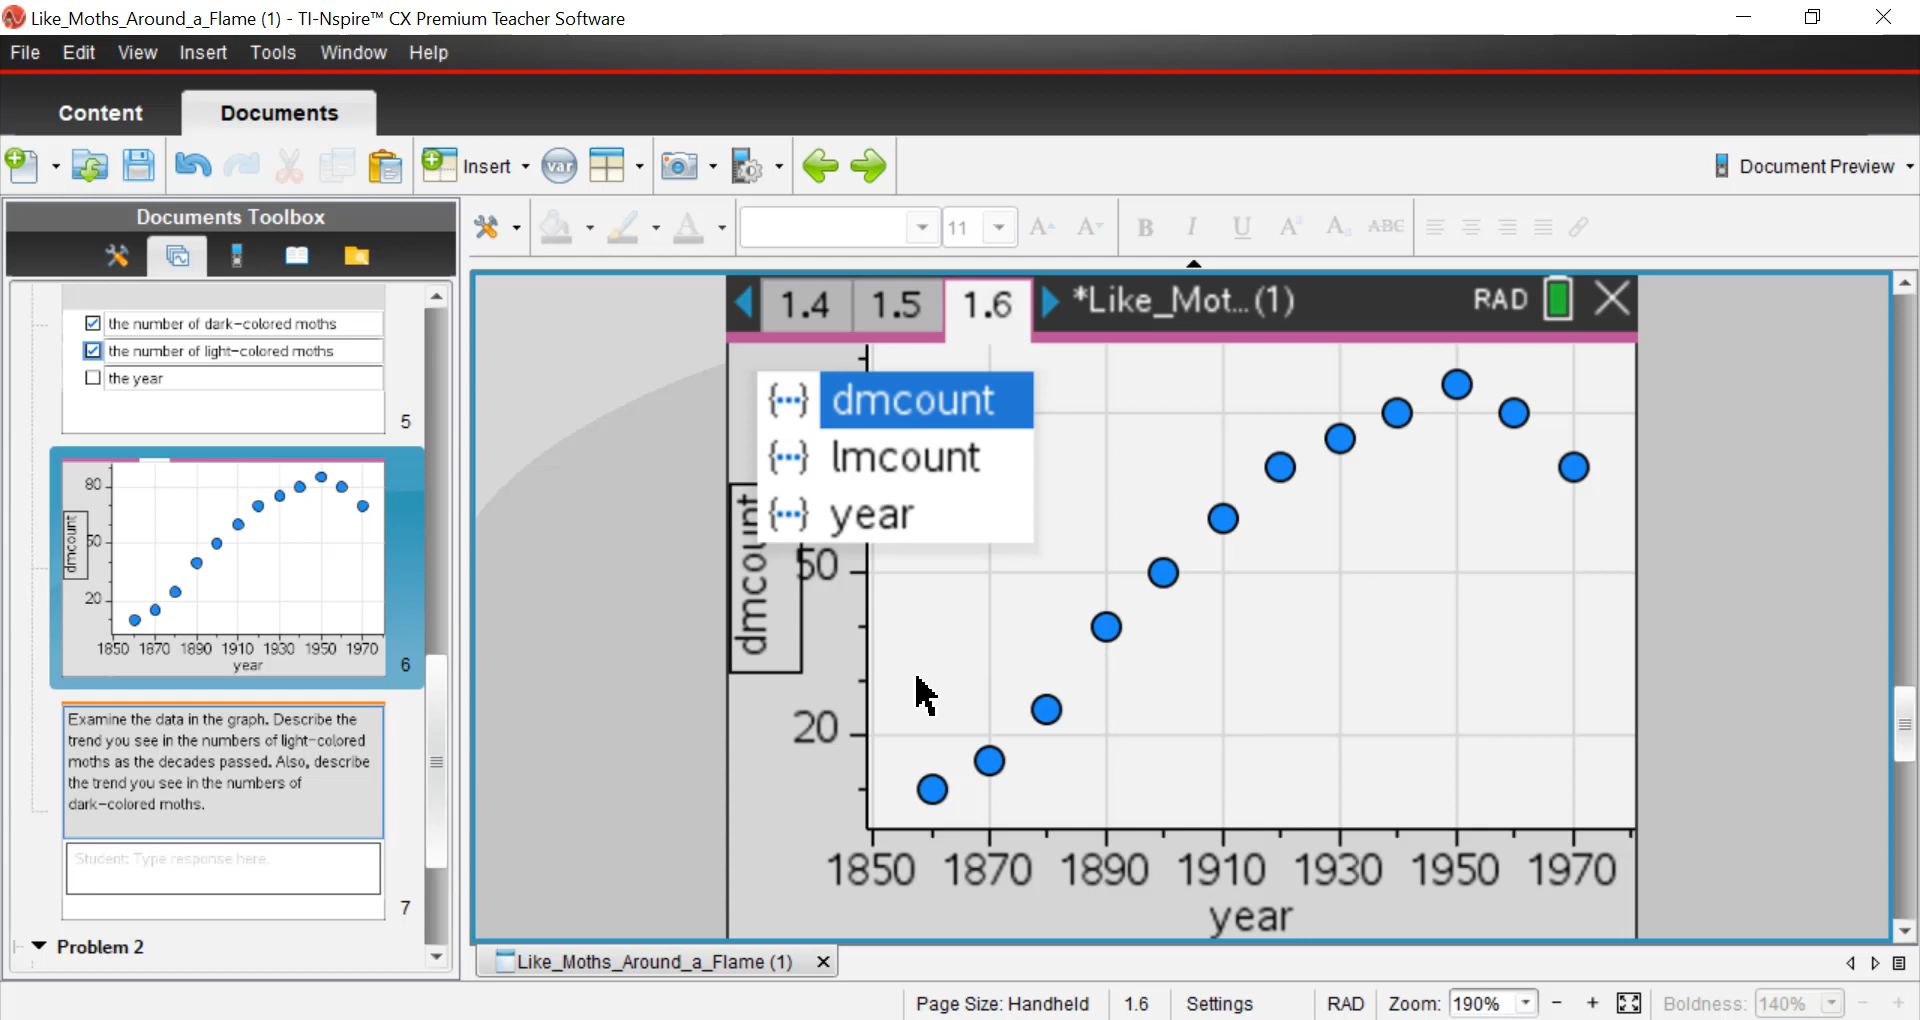 Like_Moths_Around_a_Flame (1) - TI-Nspire™ CX Premium Teacher Software
File Edit View Insert Tools Window Help
Content Documents
Insert var Document Preview
Documents Toolbox
11 A A B I U A A ABC
the number of dark-colored moths
the number of light-colored moths
the year
5
80
50
20
dmcount
1850 1870 1890 1910 1930 1950 1970
year
6
Examine the data in the graph. Describe the
trend you see in the numbers of light-colored
moths as the decades passed. Also, describe
the trend you see in the numbers of
dark-colored moths.
Student: Type response here.
7
Problem 2
1.4 1.5 1.6 *Like_Mot...(1) RAD
{...} dmcount
{...} lmcount
{...} year
dmcount
50
20
1850 1870 1890 1910 1930 1950 1970
year
Like_Moths_Around_a_Flame (1)
Page Size: Handheld 1.6 Settings RAD Zoom: 190% - + Boldness: 140% - +